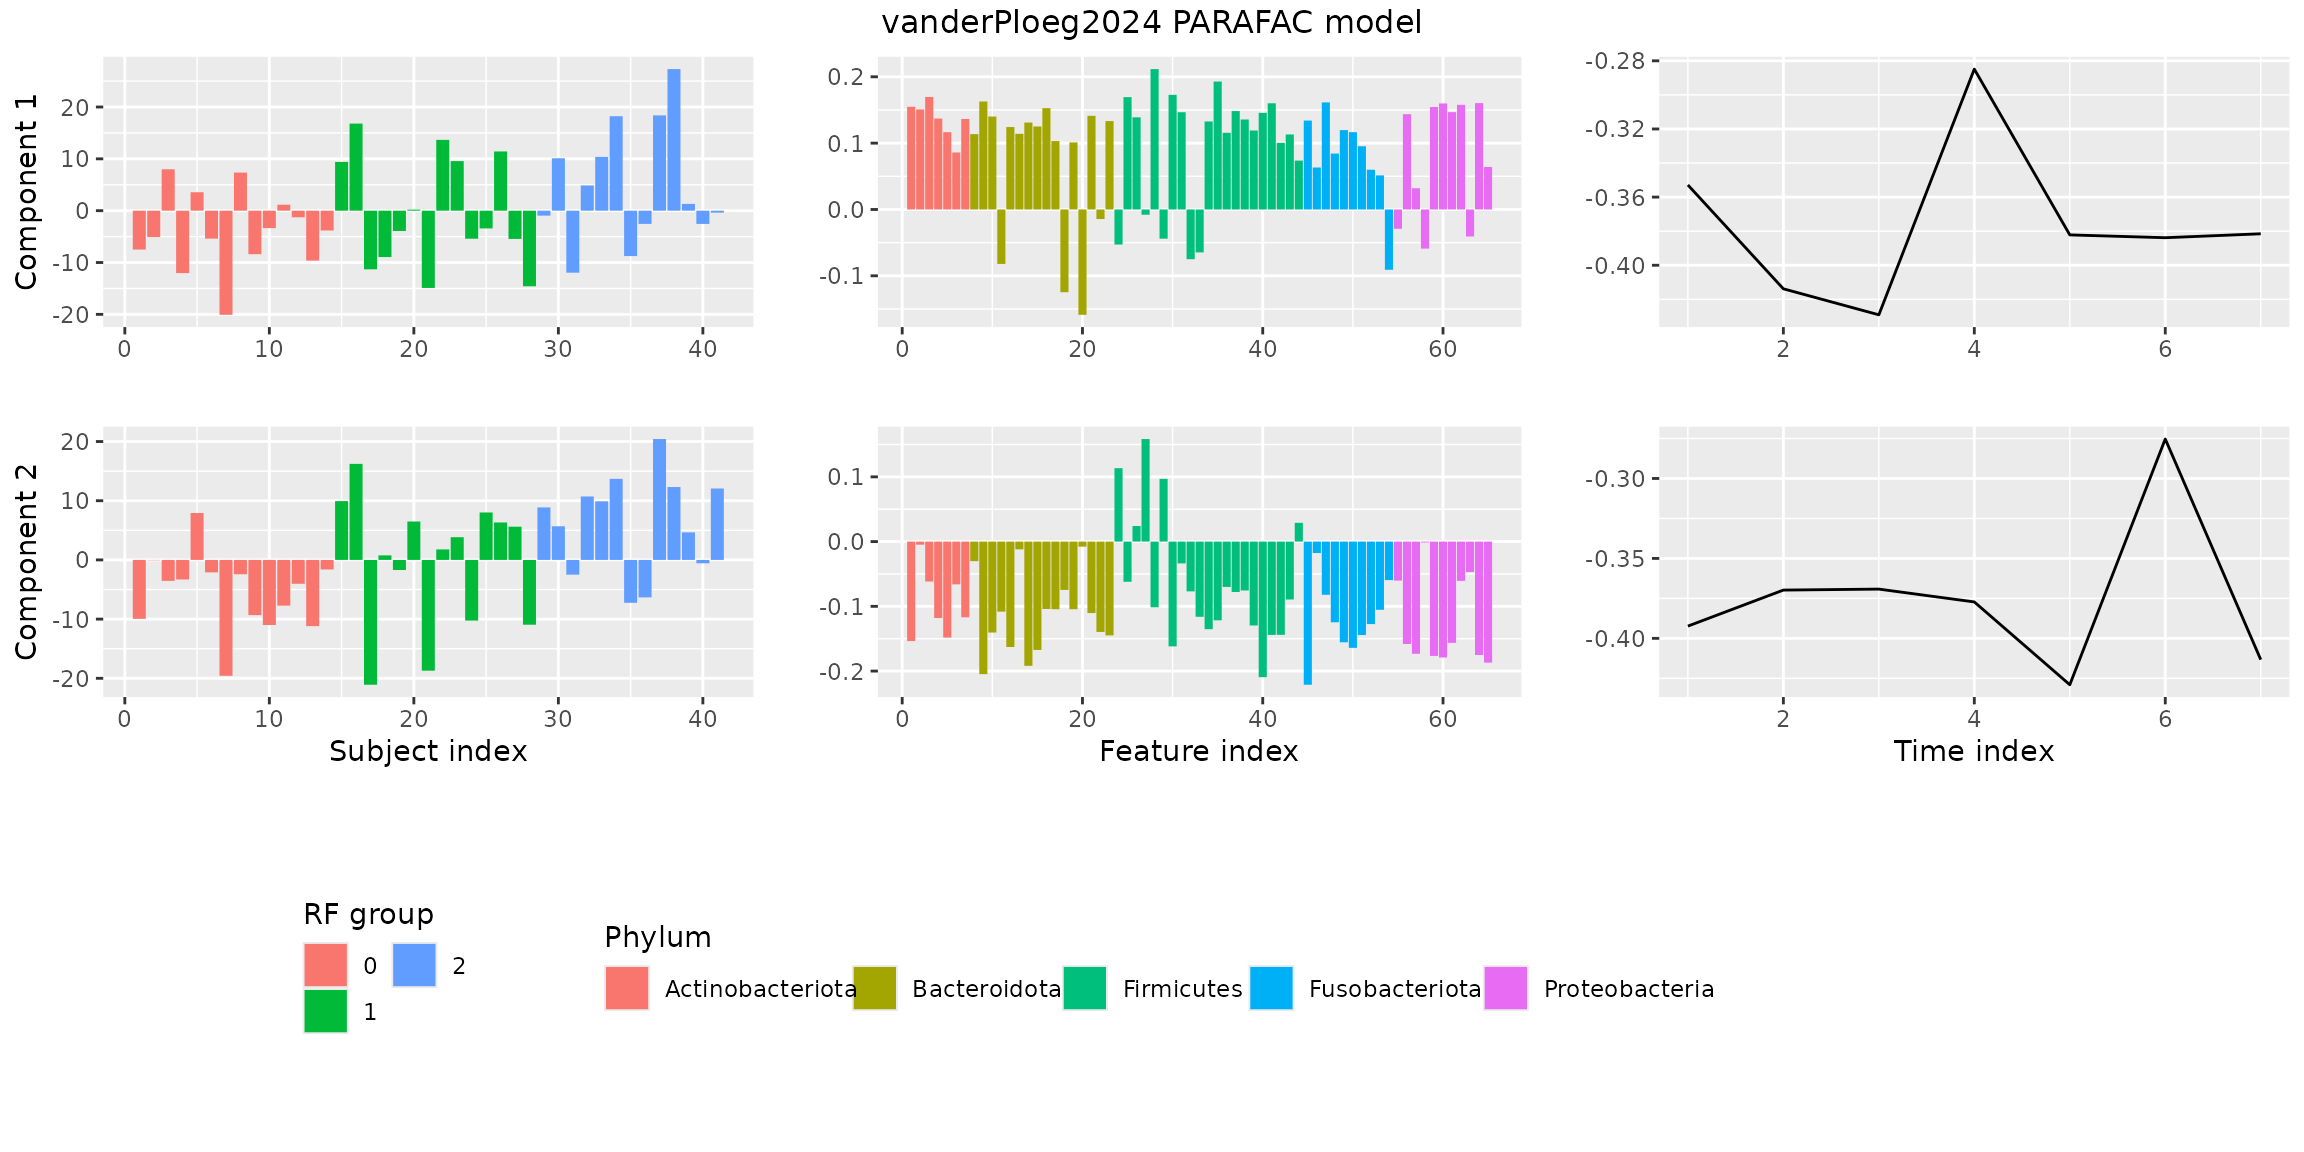 vanderPloeg2024 PARAFAC model
Component 1
20
10
0
-10
-20
0 10 20 30 40
0.2
0.1
0.0
-0.1
0 20 40 60
-0.28
-0.32
-0.36
-0.40
2 4 6
Component 2
20
10
0
-10
-20
0 10 20 30 40
Subject index
0.1
0.0
-0.1
-0.2
0 20 40 60
Feature index
-0.30
-0.35
-0.40
2 4 6
Time index
RF group
0 2
1
Phylum
Actinobacteriota Bacteroidota Firmicutes Fusobacteriota Proteobacteria